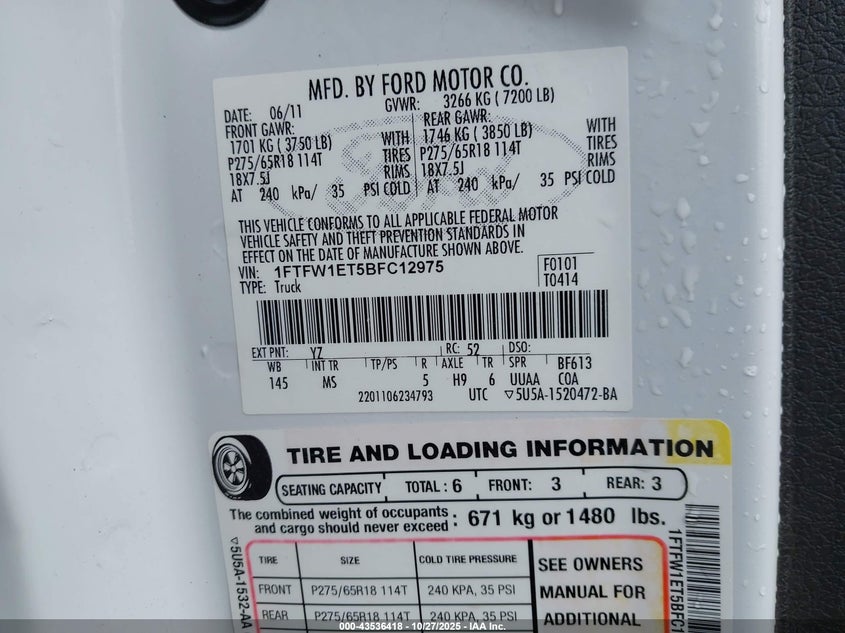 MFD. BY FORD MOTOR CO.
DATE: 06/11 GVWR: 3266 KG ( 7200 LB)
FRONT GAWR: REAR GAWR:
1701 KG ( 3750 LB) WITH 1746 KG ( 3850 LB) WITH
P275/65R18 114T TIRES P275/65R18 114T TIRES
18X7.5J RIMS 18X7.5J RIMS
AT 240 kPa/ 35 PSI COLD AT 240 kPa/ 35 PSI COLD
THIS VEHICLE CONFORMS TO ALL APPLICABLE FEDERAL MOTOR
VEHICLE SAFETY AND THEFT PREVENTION STANDARDS IN
EFFECT ON THE DATE OF MANUFACTURE SHOWN ABOVE.
VIN: 1FTFW1ET5BFC12975 F0101
TYPE: Truck T0414
EXT PNT: YZ RC: 52 DSO:
WB INT TR TP/PS R AXLE TR SPR BF613
145 MS 5 H9 6 UUAA COA
2201106234793 UTC ▽5U5A-1520472-BA
TIRE AND LOADING INFORMATION
SEATING CAPACITY TOTAL : 6 FRONT: 3 REAR: 3
The combined weight of occupants
and cargo should never exceed : 671 kg or 1480 lbs.
TIRE SIZE COLD TIRE PRESSURE SEE OWNERS
FRONT P275/65R18 114T 240 KPA, 35 PSI MANUAL FOR
REAR P275/65R18 114T 240 KPA, 35 PSI ADDITIONAL
▽5U5A-1532-AA
1FTFW1ET5BFC1
000-43536418 - 10/27/2025 - IAA Inc.